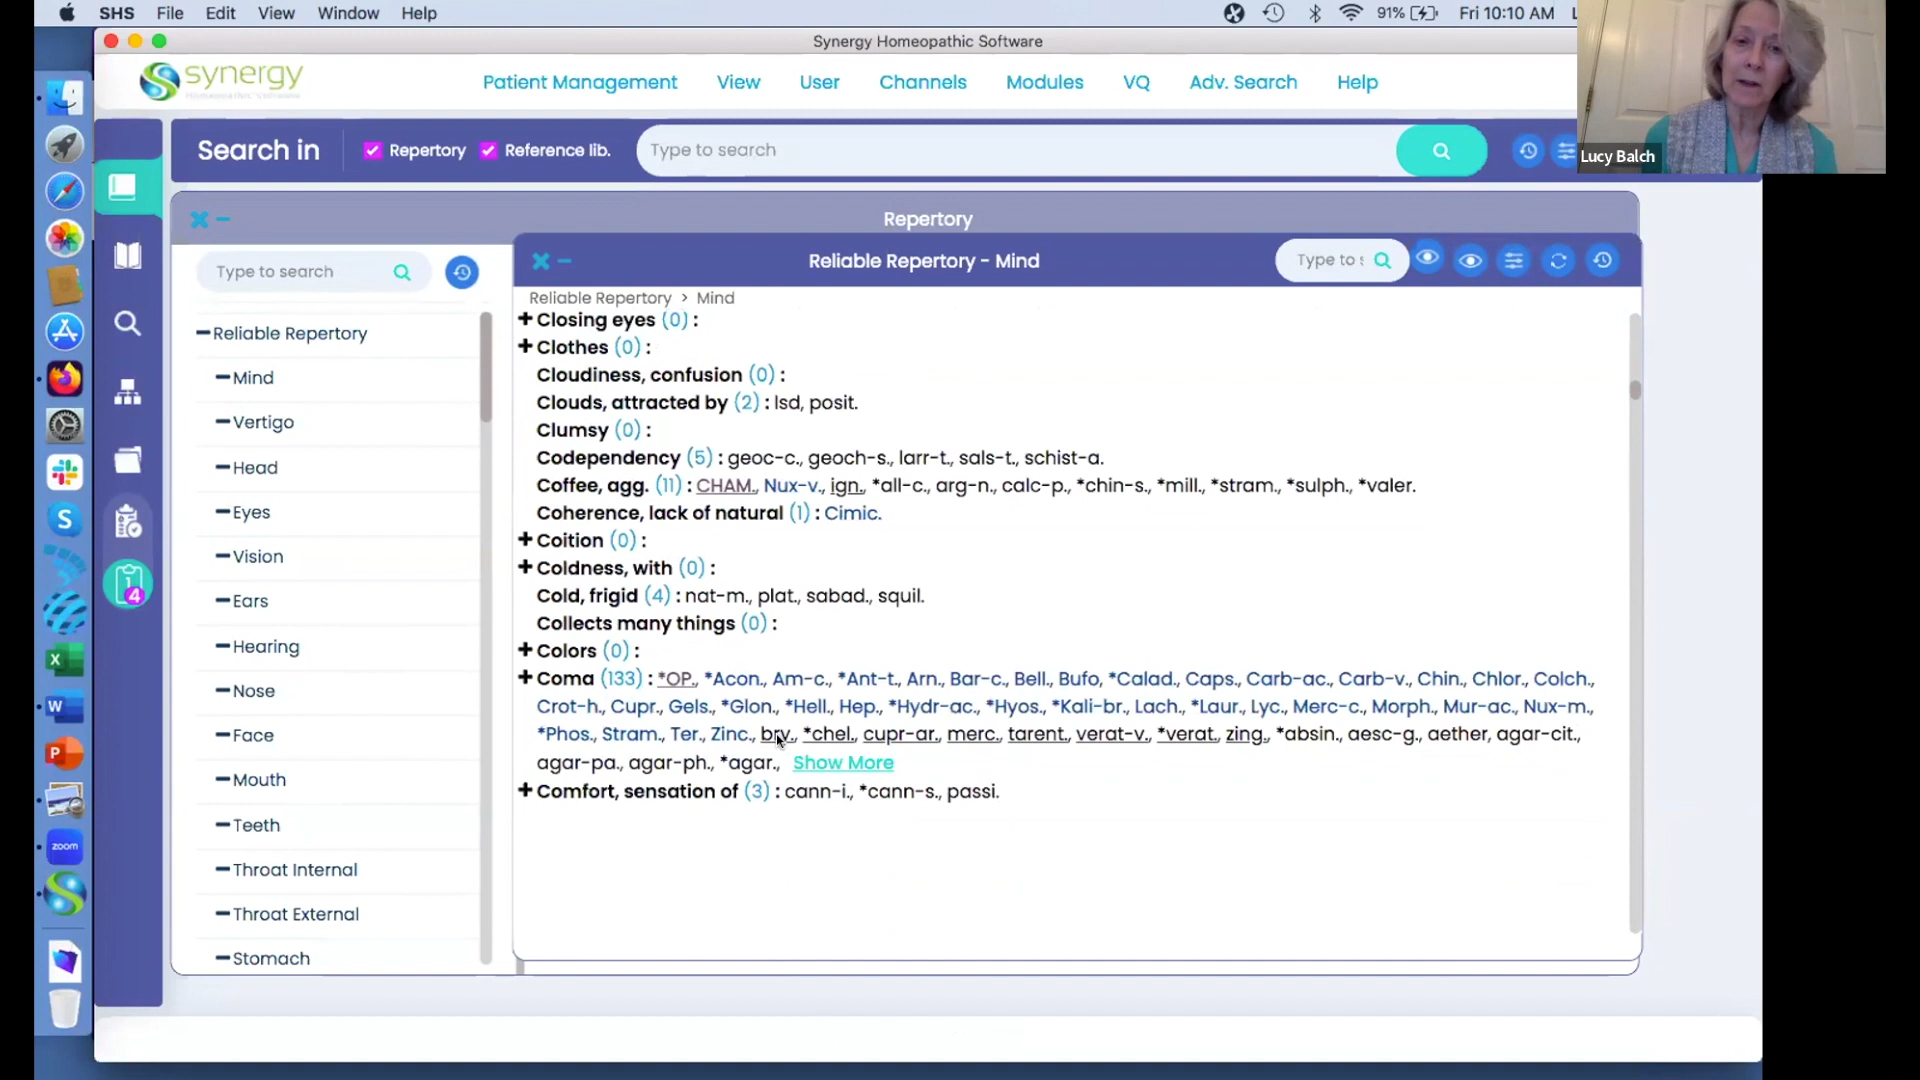 SHS File Edit View Window Help 91% Fri 10:10 AM L
Synergy Homeopathic Software
synergy
Patient Management View User Channels Modules VQ Adv. Search Help
Search in Repertory Reference lib. Type to search
Lucy Balch
Repertory
Type to search
Reliable Repertory - Mind
Type to s
Reliable Repertory > Mind
Reliable Repertory
Mind
Vertigo
Head
Eyes
Vision
Ears
Hearing
Nose
Face
Mouth
Teeth
Throat Internal
Throat External
Stomach
+ Closing eyes (0) :
+ Clothes (0) :
Cloudiness, confusion (0) :
Clouds, attracted by (2) : lsd, posit.
Clumsy (0) :
Codependency (5) : geoc-c., geoch-s., larr-t., sals-t., schist-a.
Coffee, agg. (11) : CHAM., Nux-v., ign., *all-c., arg-n., calc-p., *chin-s., *mill., *stram., *sulph., *valer.
Coherence, lack of natural (1) : Cimic.
+ Coition (0) :
+ Coldness, with (0) :
Cold, frigid (4) : nat-m., plat., sabad., squil.
Collects many things (0) :
+ Colors (0) :
+ Coma (133) : *OP., *Acon., Am-c., *Ant-t., Arn., Bar-c., Bell., Bufo, *Calad., Caps., Carb-ac., Carb-v., Chin., Chlor., Colch.,
Crot-h., Cupr., Gels., *Glon., *Hell., Hep., *Hydr-ac., *Hyos., *Kali-br., Lach., *Laur., Lyc., Merc-c., Morph., Mur-ac., Nux-m.,
*Phos., Stram., Ter., Zinc., bry., *chel., cupr-ar., merc., tarent., verat-v., *verat., zing., *absin., aesc-g., aether, agar-cit.,
agar-pa., agar-ph., *agar., Show More
+ Comfort, sensation of (3) : cann-i., *cann-s., passi.
4
S
X
W
P
zoom